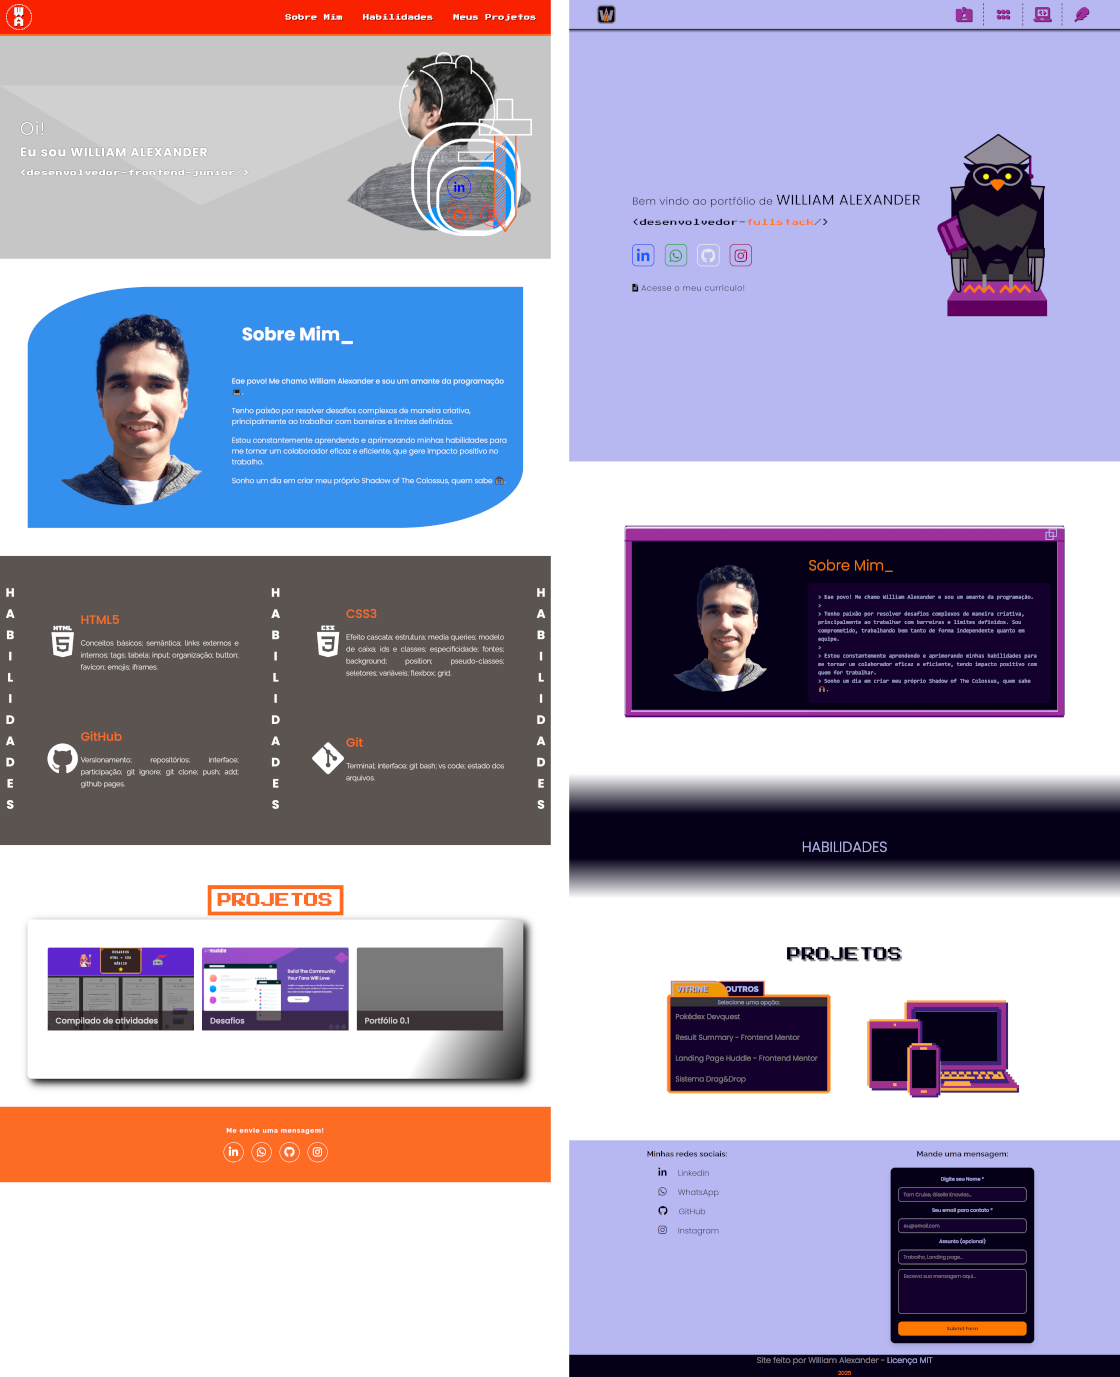 WA
Sobre Mim Habilidades Meus Projetos
Oi!
Eu sou WILLIAM ALEXANDER
<desenvolvedor-frontend-junior/>
Sobre Mim_
Eae povo! Me chamo William Alexander e sou um amante da programação
💻.
Tenho paixão por resolver desafios complexos de maneira criativa,
principalmente ao trabalhar com barreiras e limites definidos.
Estou constantemente aprendendo e aprimorando minhas habilidades para
me tornar um colaborador eficaz e eficiente, que gere impacto positivo no
trabalho.
Sonho um dia em criar meu próprio Shadow of The Colossus, quem sabe
HABILIDADES
HTML
HTML5
Conceitos básicos; semântica; links externos e
internos; tags; tabela; input; organização; button;
favicon; emojis; iframes.
GitHub
Versionamento; repositórios; interface;
participação; git ignore; git clone; push; add;
github pages.
HABILIDADES
CSS
CSS3
Efeito cascata; estrutura; media queries; modelo
de caixa; ids e classes; especificidade; fontes;
background; position; pseudo-classes;
seletores; variáveis; flexbox; grid.
Git
Terminal; interface; git bash; vs code; estado dos
arquivos.
HABILIDADES
PROJETOS
DESAFIOS
HTML + CSS
BÁSICO
Compilado de atividades
Build The Community
Your Fans Will Love
Desafios
Portfólio 0.1
Me envie uma mensagem!
W
Bem vindo ao portfólio de WILLIAM ALEXANDER
<desenvolvedor-fullstack/>
Acesse o meu currículo!
Sobre Mim_
> Eae povo! Me chamo William Alexander e sou um amante da programação.
>
> Tenho paixão por resolver desafios complexos de maneira criativa,
principalmente ao trabalhar com barreiras e limites definidos. Sou
comprometido, trabalhando bem tanto de forma independente quanto em
equipe.
>
> Estou constantemente aprendendo e aprimorando minhas habilidades para
me tornar um colaborador eficaz e eficiente, tendo impacto positivo com
quem for trabalhar.
> Sonho um dia em criar meu próprio Shadow of The Colossus, quem sabe
HABILIDADES
PROJETOS
VITRINE OUTROS
Selecione uma opção:
Pokédex Devquest
Result Summary - Frontend Mentor
Landing Page Huddle - Frontend Mentor
Sistema Drag&Drop
Minhas redes sociais:
Linkedin
WhatsApp
GitHub
Instagram
Mande uma mensagem:
Digite seu Nome *
Tom Cruise, Giselle Knowles...
Seu email para contato *
eu@email.com
Assunto (opcional)
Trabalho, Landing page...
Escreva sua mensagem aqui...
Submit Form
Site feito por William Alexander - Licença MIT
2025